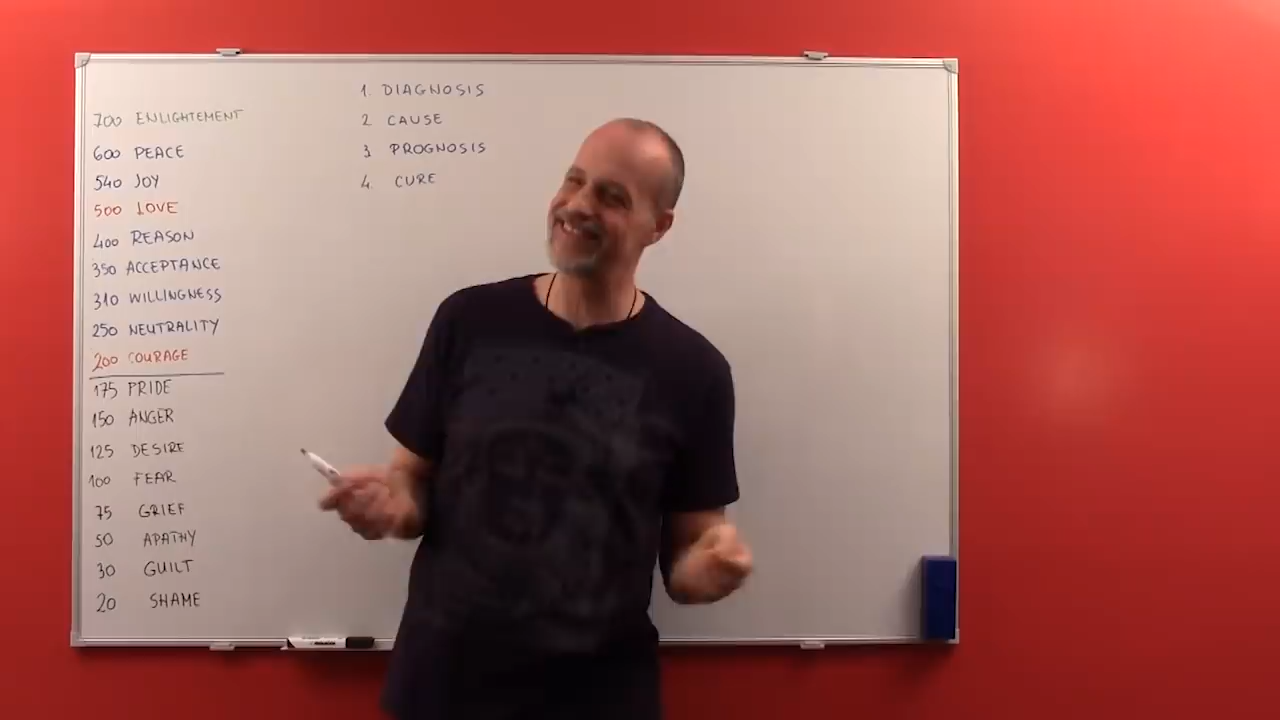 700 ENLIGHTEMENT
600 PEACE
540 JOY
500 LOVE
400 REASON
350 ACCEPTANCE
310 WILLINGNESS
250 NEUTRALITY
200 COURAGE
175 PRIDE
150 ANGER
125 DESIRE
100 FEAR
75 GRIEF
50 APATHY
30 GUILT
20 SHAME
1. DIAGNOSIS
2 CAUSE
3. PROGNOSIS
4. CURE